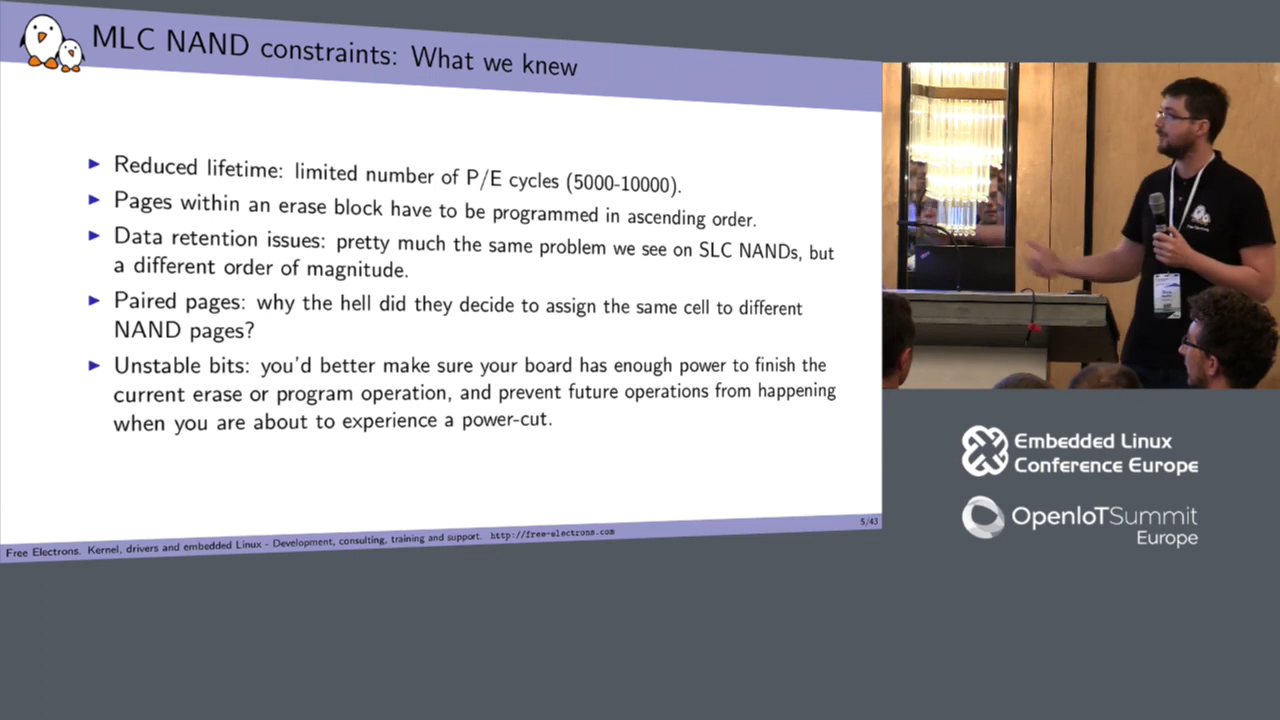 MLC NAND constraints: What we knew
Reduced lifetime: limited number of P/E cycles (5000-10000).
Pages within an erase block have to be programmed in ascending order.
Data retention issues: pretty much the same problem we see on SLC NANDs, but
a different order of magnitude.
Paired pages: why the hell did they decide to assign the same cell to different
NAND pages?
Unstable bits: you'd better make sure your board has enough power to finish the
current erase or program operation, and prevent future operations from happening
when you are about to experience a power-cut.
Free Electrons. Kernel, drivers and embedded Linux - Development, consulting, training and support. http://free-electrons.com
5/43
Embedded Linux
Conference Europe
OpenIoTSummit
Europe